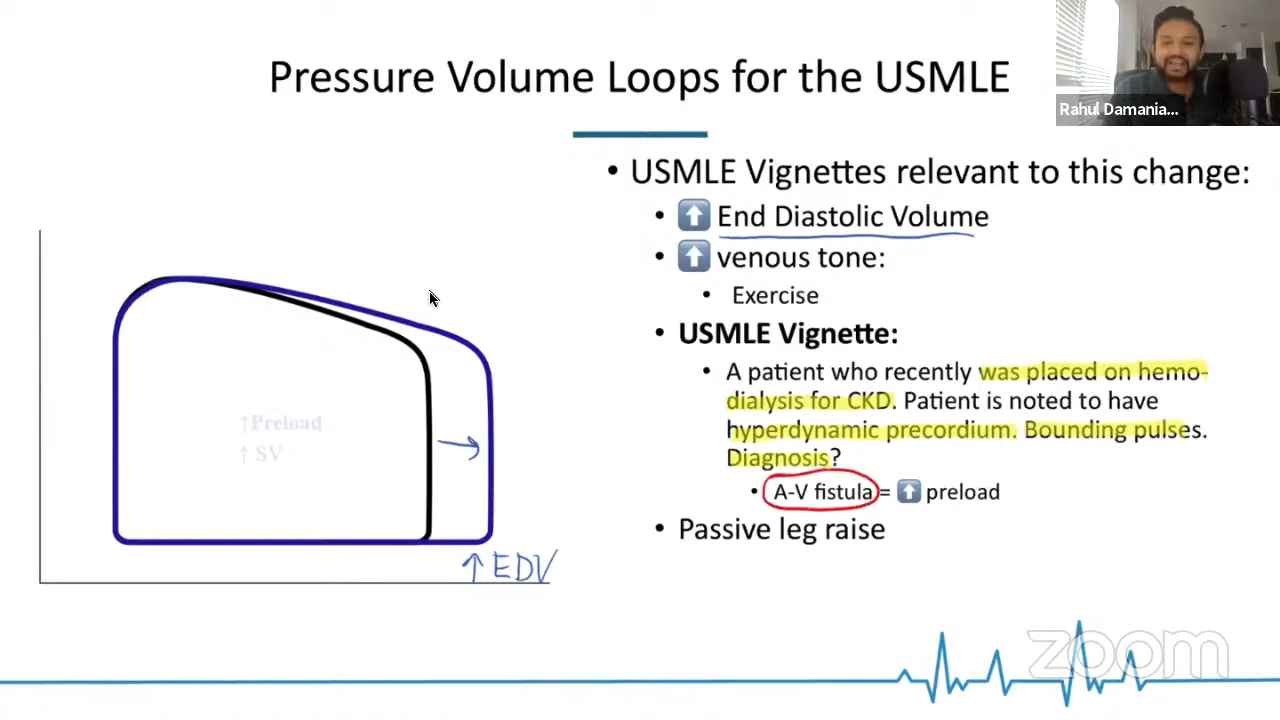 Pressure Volume Loops for the USMLE
Rahul Damania...
• USMLE Vignettes relevant to this change:
• ⬆ End Diastolic Volume
• ⬆ venous tone:
• Exercise
• USMLE Vignette:
• A patient who recently was placed on hemo-
dialysis for CKD. Patient is noted to have
hyperdynamic precordium. Bounding pulses.
Diagnosis?
• A-V fistula = ⬆ preload
• Passive leg raise
↑Preload
↑ SV
↑ EDV
zoom